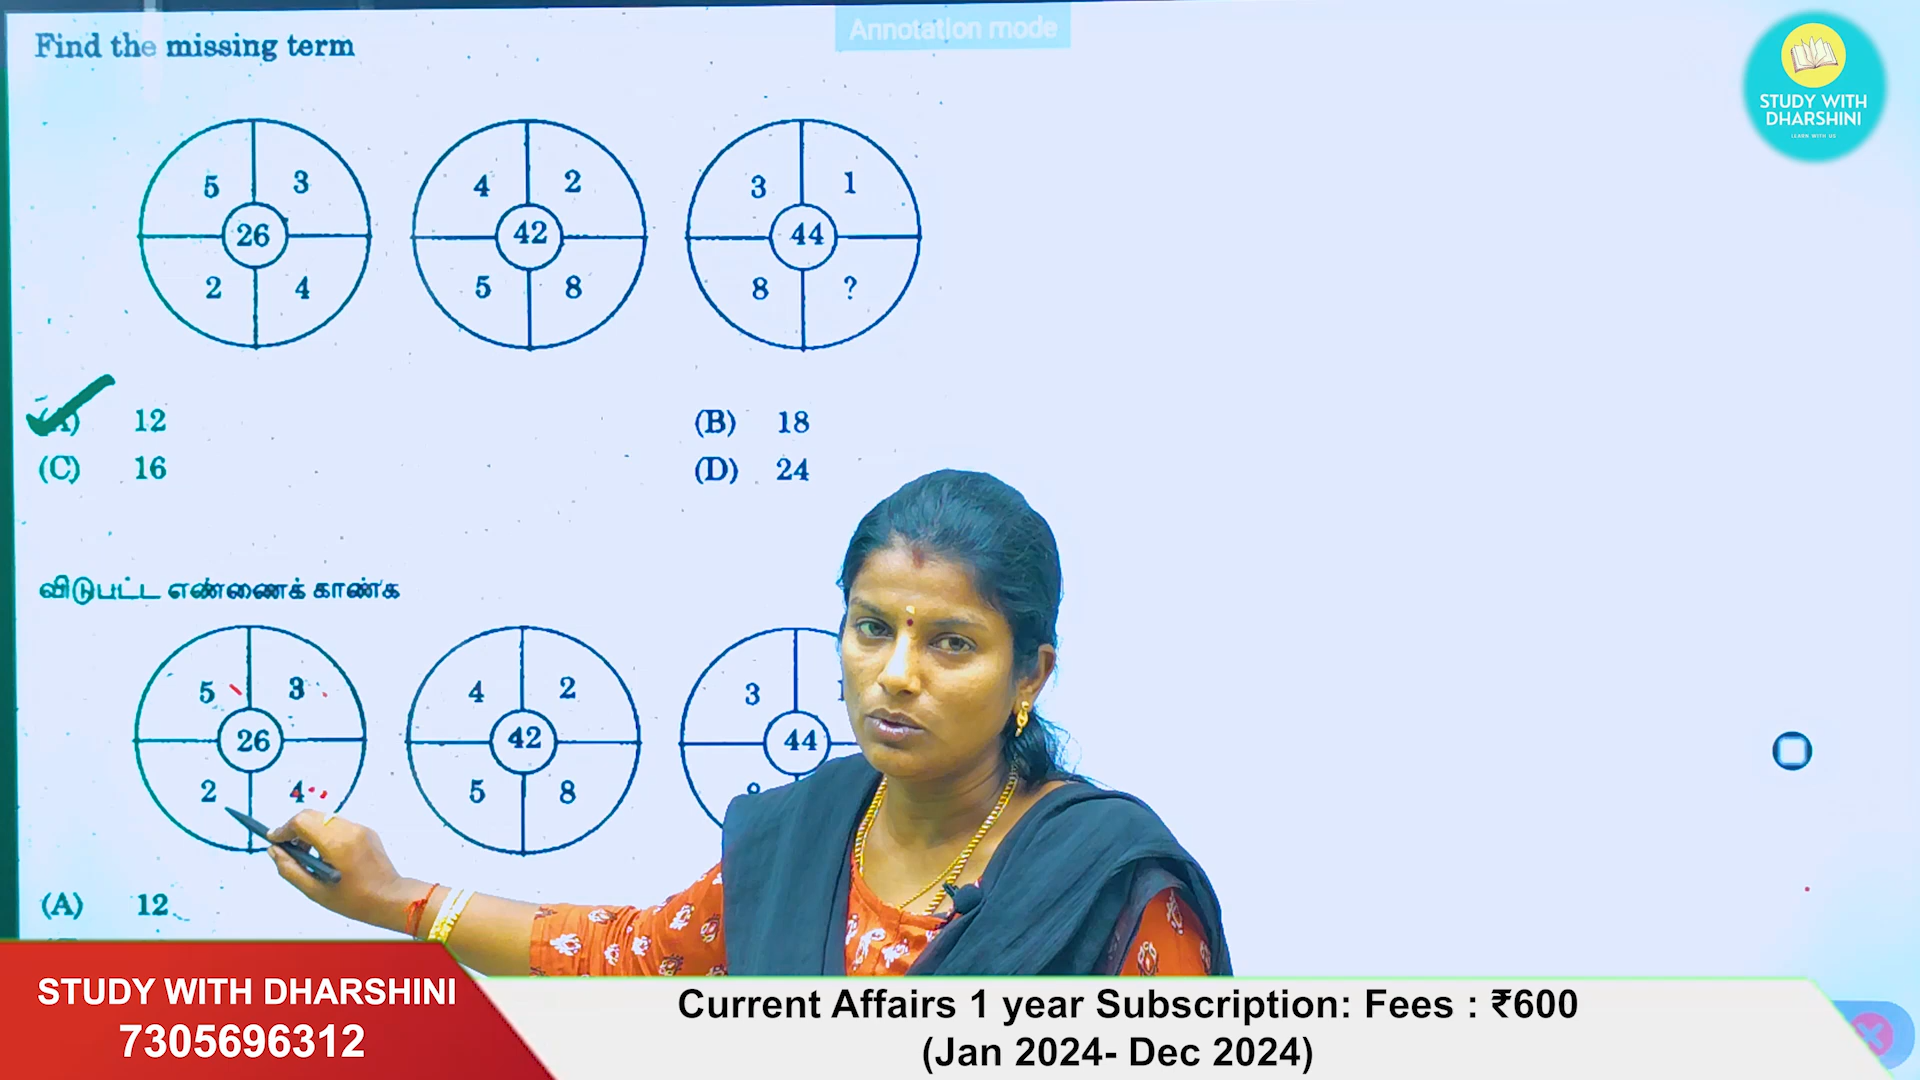 Annotation mode
Find the missing term
STUDY WITH
DHARSHINI
LEARN WITH US
5 3
26
2 4
4 2
42
5 8
3 1
44
8 ?
12
(B) 18
(C) 16
(D) 24
விடுபட்ட எண்ணைக் காண்க
5 3
26
2 4
4 2
42
5 8
3
44
(A) 12
STUDY WITH DHARSHINI
7305696312
Current Affairs 1 year Subscription: Fees : ₹600
(Jan 2024- Dec 2024)